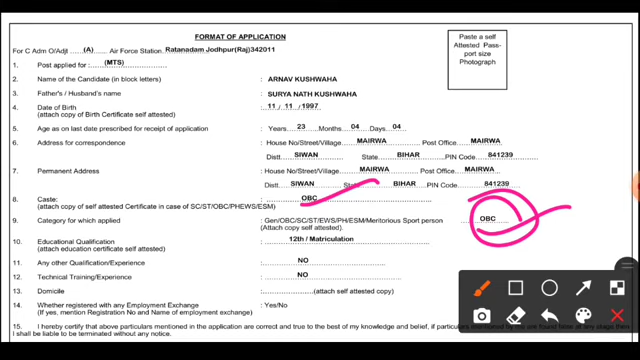 FORMAT OF APPLICATION
For C Adm O/Adjt ......(A)...... Air Force Station..Ratanadam Jodhpur(Raj)342011
Paste a self
Attested Pass-
port size
Photograph
1. Post applied for :......(MTS)......................
2. Name of the Candidate (in block letters) : ARNAV KUSHWAHA
3. Father's / Husband's name : SURYA NATH KUSHWAHA
4. Date of Birth : 11 / 11 / 1997
(attach copy of Birth Certificate self attested)
5. Age as on last date prescribed for receipt of application : Years 23 Months 04 Days 04
6. Address for correspondence : House No/Street/Village MAIRWA Post Office MAIRWA
Distt SIWAN State BIHAR PIN Code 841239
7. Permanent Address : House No/Street/Village MAIRWA Post Office MAIRWA
Distt SIWAN State BIHAR PIN Code 841239
8. Caste: : OBC
(attach copy of self attested Certificate in case of SC/ST/OBC/PHEWS/ESM)
9. Category for which applied : Gen/OBC/SC/ST/EWS/PH/ESM/Meritorious Sport person OBC
(Attach copy self attested).
10. Educational Qualification : 12th / Matriculation
(attach education certificate self attested)
11. Any other Qualification/Experience : NO
12. Technical Training/Experience : NO
13. Domicile :......................(attach self attested copy)
14. Whether registered with any Employment Exchange : Yes/No
(If yes, mention Registration No and Name of employment exchange)
15. I hereby certify that above particulars mentioned in the application are correct and true to the best of my knowledge and belief, if particulars
I shall be liable to be terminated without any notice.